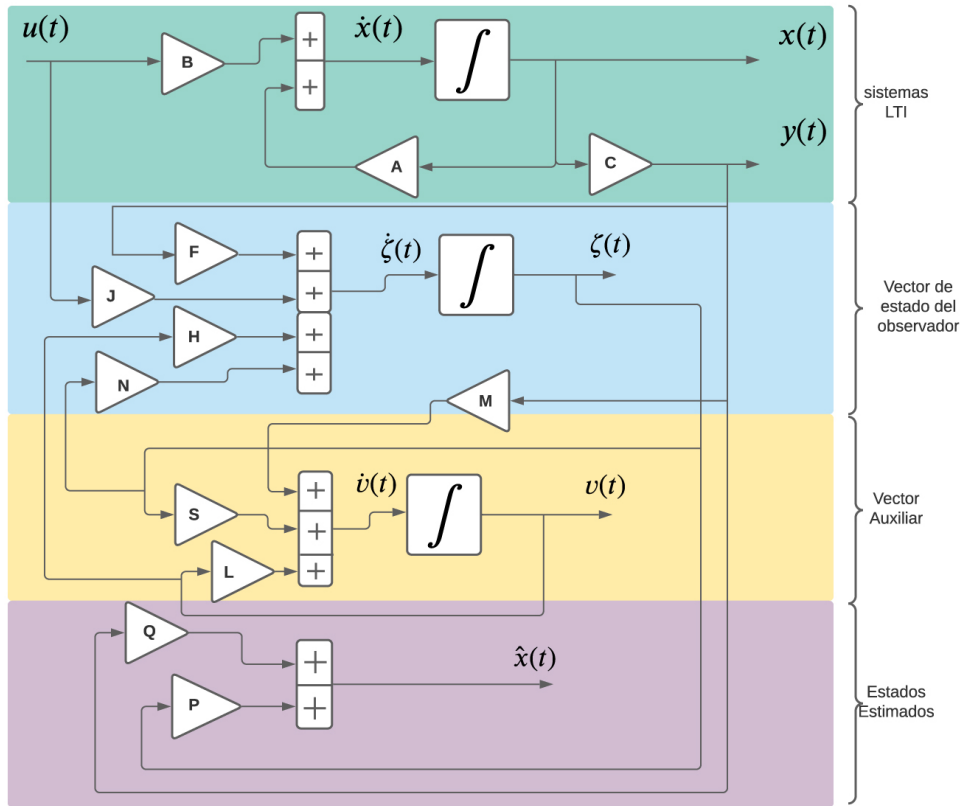 u(t)
B
+
+
ẋ(t)
∫
x(t)
A
C
y(t)
sistemas
LTI
F
J
H
N
+
+
+
+
ζ̇(t)
∫
ζ(t)
M
Vector de
estado del
observador
S
L
+
+
+
v̇(t)
∫
v(t)
Vector
Auxiliar
Q
P
+
+
x̂(t)
Estados
Estimados